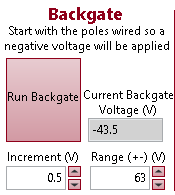 Backgate
Start with the poles wired so a
negative voltage will be applied
Run Backgate
Current Backgate
Voltage (V)
-43.5
Increment (V)
Range (+-) (V)
0.5
63